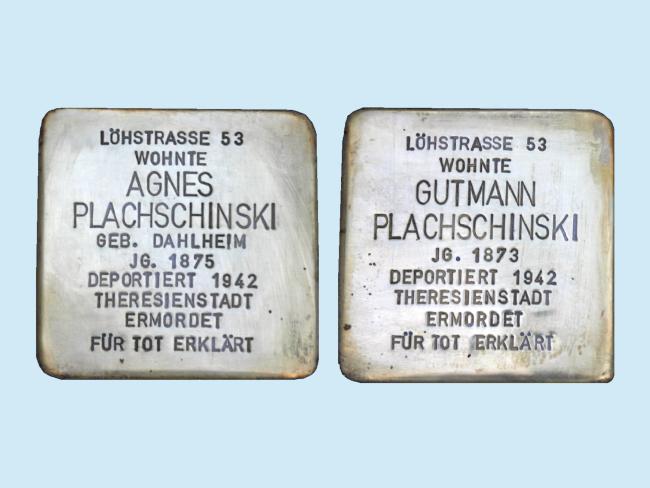 LÖHSTRASSE 53
WOHNTE
AGNES
PLACHSCHINSKI
GEB. DAHLHEIM
JG. 1875
DEPORTIERT 1942
THERESIENSTADT
ERMORDET
FÜR TOT ERKLÄRT
LÖHSTRASSE 53
WOHNTE
GUTMANN
PLACHSCHINSKI
JG. 1873
DEPORTIERT 1942
THERESIENSTADT
ERMORDET
FÜR TOT ERKLÄRT